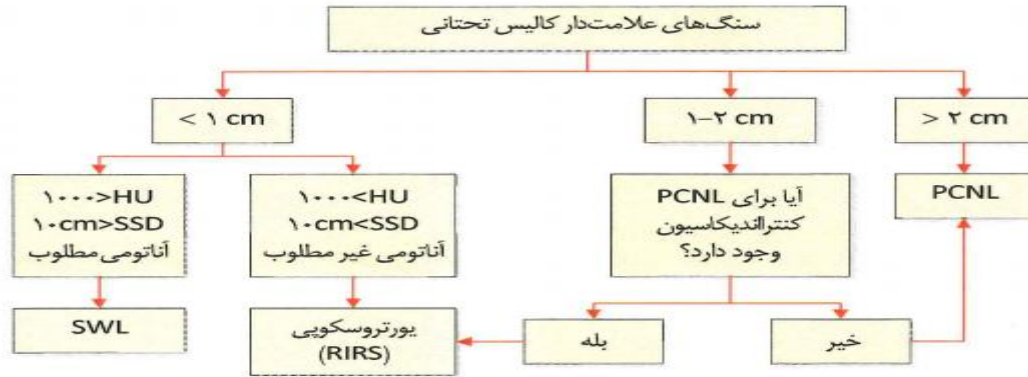 سنگ‌های علامت‌دار کالیس تحتانی
< ۱ cm
۱–۲ cm
> ۲ cm
۱۰۰۰>HU
۱۰cm>SSD
آناتومی مطلوب
۱۰۰۰<HU
۱۰cm<SSD
آناتومی غیر مطلوب
آیا برای PCNL
کنترااندیکاسیون
وجود دارد؟
PCNL
SWL
یورتروسکوپی
(RIRS)
بله
خیر